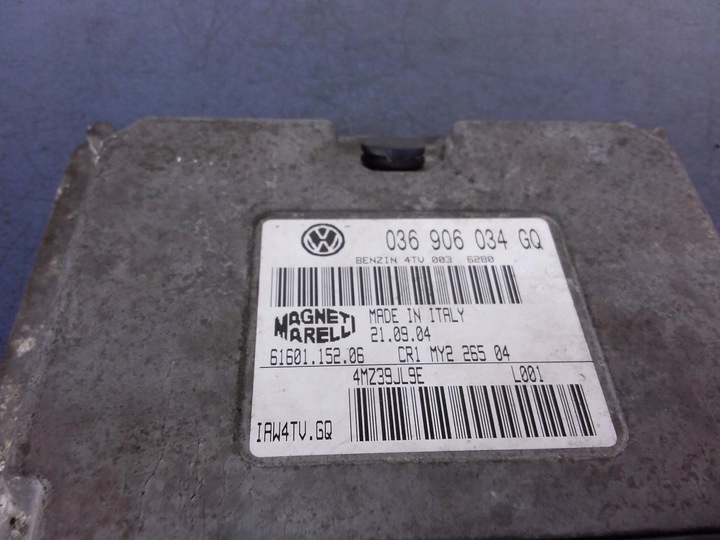 036 906 034 GQ
BENZIN 4TV 003 6280
MAGNETI MARELLI
MADE IN ITALY
21.09.04
61601.152.06 CR1 MY2 265 04
4MZ39JL9E L001
IAW4TV.GQ